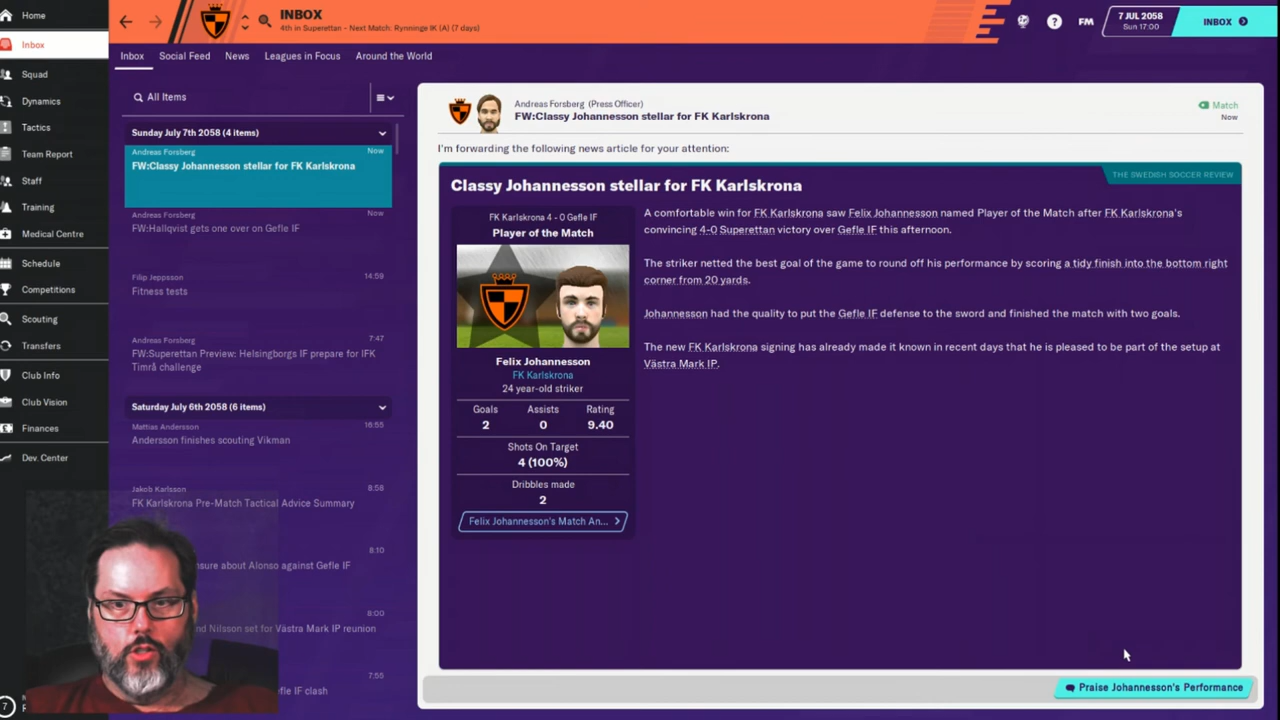 Home
Inbox
Squad
Dynamics
Tactics
Team Report
Staff
Training
Medical Centre
Schedule
Competitions
Scouting
Transfers
Club Info
Club Vision
Finances
Dev. Center
INBOX
4th in Superettan - Next Match: Rynninge IK (A) (7 days)
?
FM
7 JUL 2058
Sun 17:00
INBOX
Inbox
Social Feed
News
Leagues in Focus
Around the World
All Items
Sunday July 7th 2058 (4 items)
Andreas Forsberg
Now
FW:Classy Johannesson stellar for FK Karlskrona
Andreas Forsberg
Now
FW:Hallqvist gets one over on Gefle IF
Filip Jeppsson
14:59
Fitness tests
Andreas Forsberg
7:47
FW:Superettan Preview: Helsingborgs IF prepare for IFK
Timrå challenge
Saturday July 6th 2058 (6 items)
Mattias Andersson
16:55
Andersson finishes scouting Vikman
Jakob Karlsson
8:58
FK Karlskrona Pre-Match Tactical Advice Summary
8:10
nsure about Alonso against Gefle IF
8:00
nd Nilsson set for Västra Mark IP reunion
7:55
efle IF clash
Andreas Forsberg (Press Officer)
FW:Classy Johannesson stellar for FK Karlskrona
Match
Now
I'm forwarding the following news article for your attention:
Classy Johannesson stellar for FK Karlskrona
THE SWEDISH SOCCER REVIEW
FK Karlskrona 4 - 0 Gefle IF
Player of the Match
Felix Johannesson
FK Karlskrona
24 year-old striker
Goals
Assists
Rating
2
0
9.40
Shots On Target
4 (100%)
Dribbles made
2
Felix Johannesson's Match An...
A comfortable win for FK Karlskrona saw Felix Johannesson named Player of the Match after FK Karlskrona's
convincing 4-0 Superettan victory over Gefle IF this afternoon.
The striker netted the best goal of the game to round off his performance by scoring a tidy finish into the bottom right
corner from 20 yards.
Johannesson had the quality to put the Gefle IF defense to the sword and finished the match with two goals.
The new FK Karlskrona signing has already made it known in recent days that he is pleased to be part of the setup at
Västra Mark IP.
Praise Johannesson's Performance